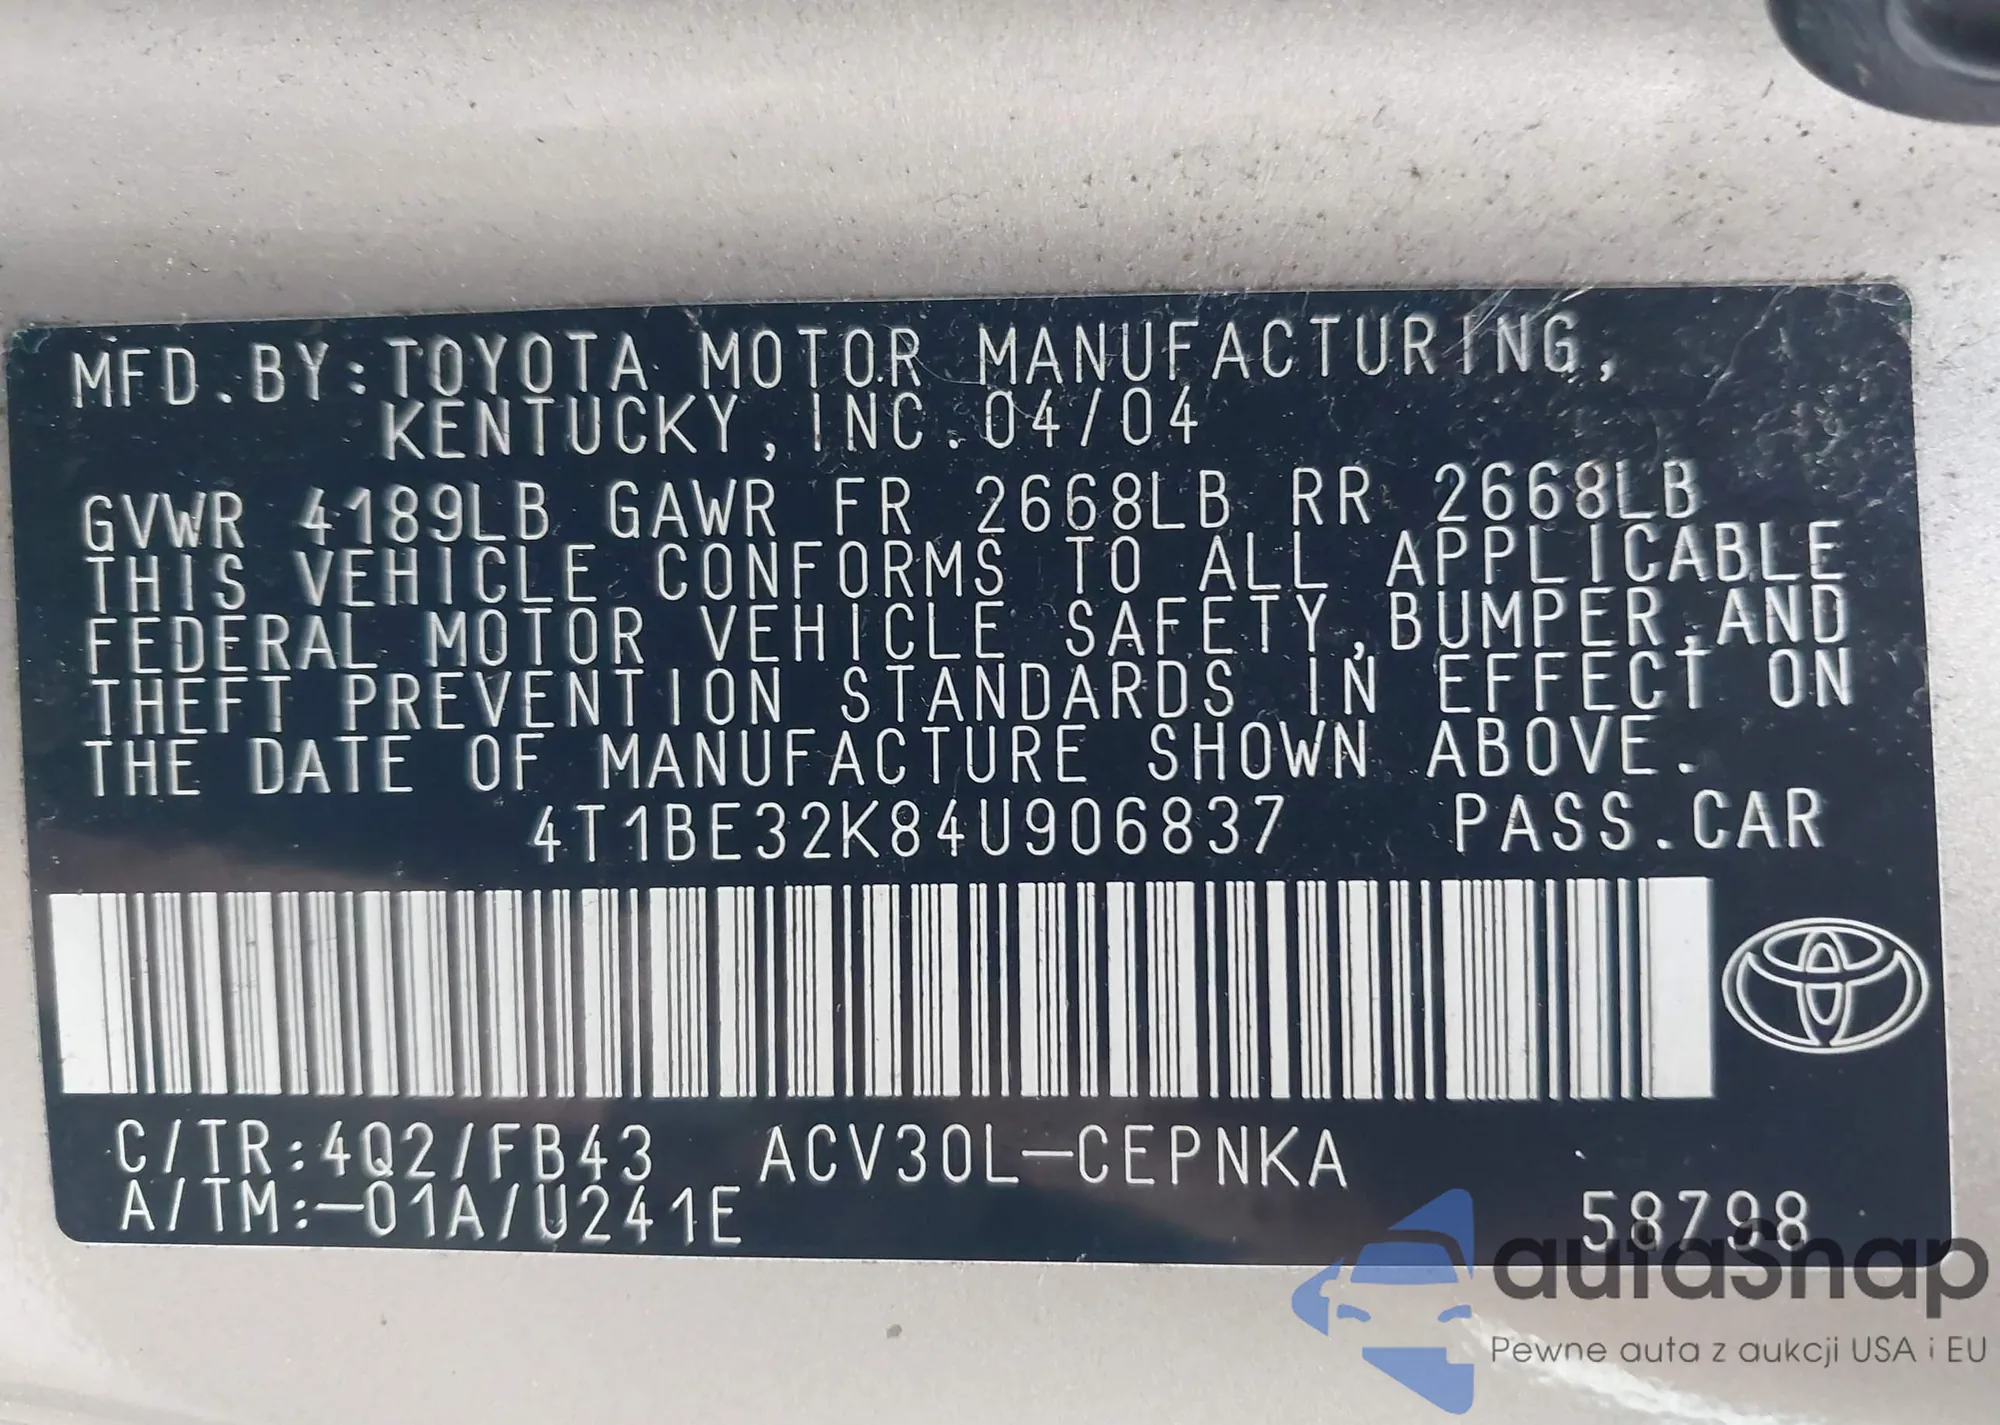 MFD.BY:TOYOTA MOTOR MANUFACTURING,
KENTUCKY, INC.04/04
GVWR 4189LB GAWR FR 2668LB RR 2668LB
THIS VEHICLE CONFORMS TO ALL APPLICABLE
FEDERAL MOTOR VEHICLE SAFETY,BUMPER,AND
THEFT PREVENTION STANDARDS IN EFFECT ON
THE DATE OF MANUFACTURE SHOWN ABOVE.
4T1BE32K84U906837 PASS.CAR
C/TR:4Q2/FB43 ACV30L-CEPNKA
A/TM:-01A/U241E 58798
autaSnap
Pewne auta z aukcji USA i EU